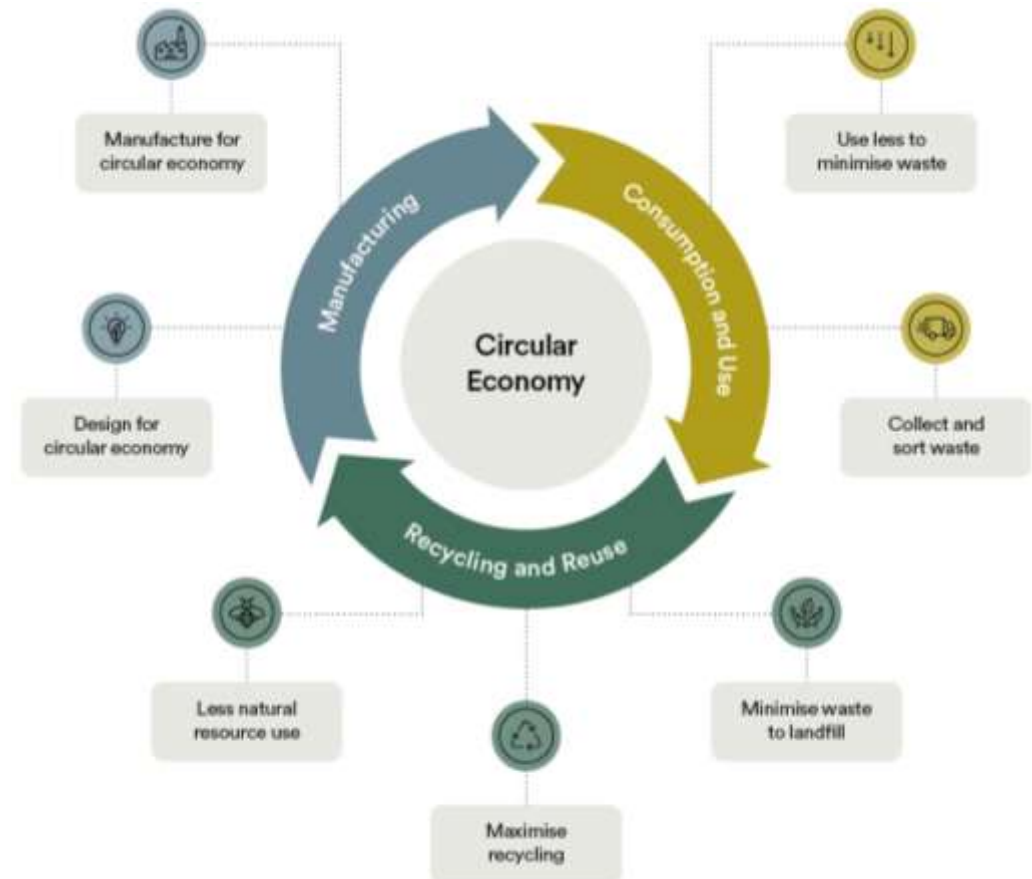 Manufacture for
circular economy
Use less to
minimise waste
Manufacturing
Consumption and Use
Circular
Economy
Design for
circular economy
Collect and
sort waste
Recycling and Reuse
Less natural
resource use
Minimise waste
to landfill
Maximise
recycling